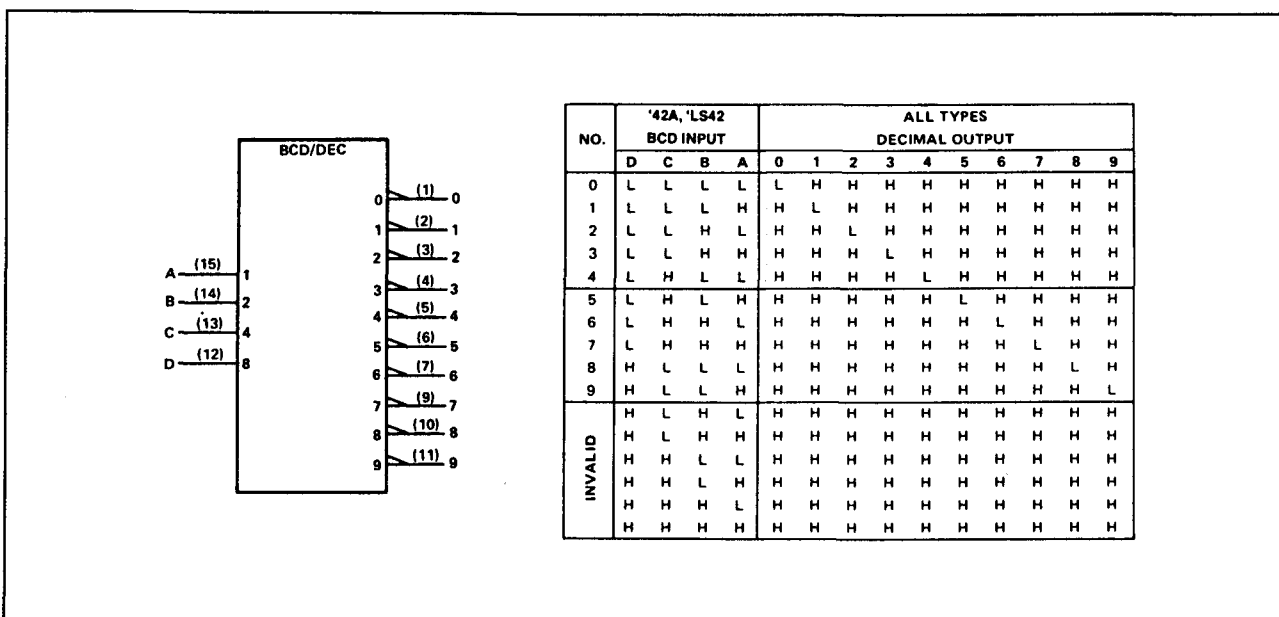 BCD/DEC
0 (1) 0
1 (2) 1
2 (3) 2
A (15) 1
3 (4) 3
B (14) 2
4 (5) 4
C (13) 4
5 (6) 5
D (12) 8
6 (7) 6
7 (9) 7
8 (10) 8
9 (11) 9
NO. '42A, 'LS42 BCD INPUT ALL TYPES DECIMAL OUTPUT
D C B A 0 1 2 3 4 5 6 7 8 9
0 L L L L L H H H H H H H H H
1 L L L H H L H H H H H H H H
2 L L H L H H L H H H H H H H
3 L L H H H H H L H H H H H H
4 L H L L H H H H L H H H H H
5 L H L H H H H H H L H H H H
6 L H H L H H H H H H L H H H
7 L H H H H H H H H H H L H H
8 H L L L H H H H H H H H L H
9 H L L H H H H H H H H H H L
INVALID
H L H L H H H H H H H H H H
H L H H H H H H H H H H H H
H H L L H H H H H H H H H H
H H L H H H H H H H H H H H
H H H L H H H H H H H H H H
H H H H H H H H H H H H H H